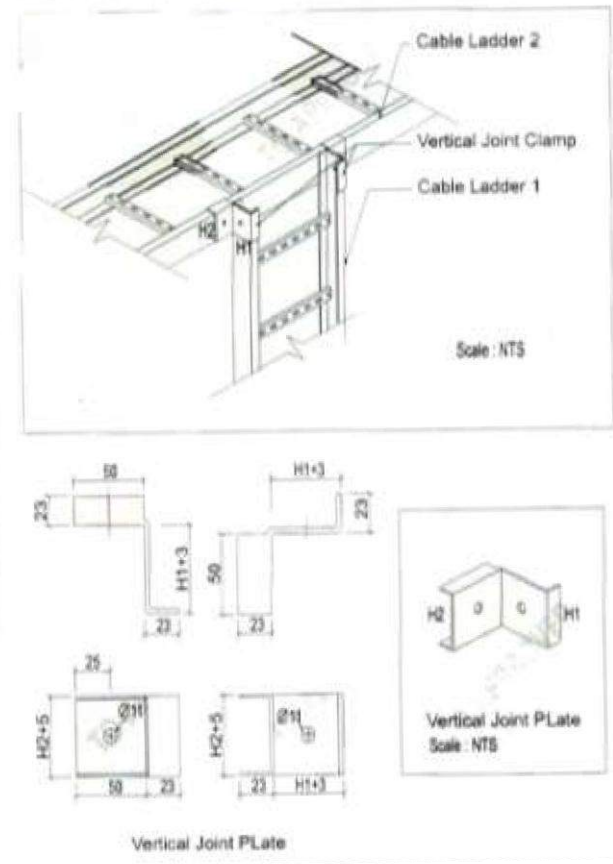 Cable Ladder 2
Vertical Joint Clamp
Cable Ladder 1
H2
H1
Scale : NTS
50
23
H1+3
23
H1+3
23
50
23
25
Ø11
H2+5
50
23
H2+5
Ø11
23
H1+3
H2
H1
Vertical Joint PLate
Scale : NTS
Vertical Joint PLate